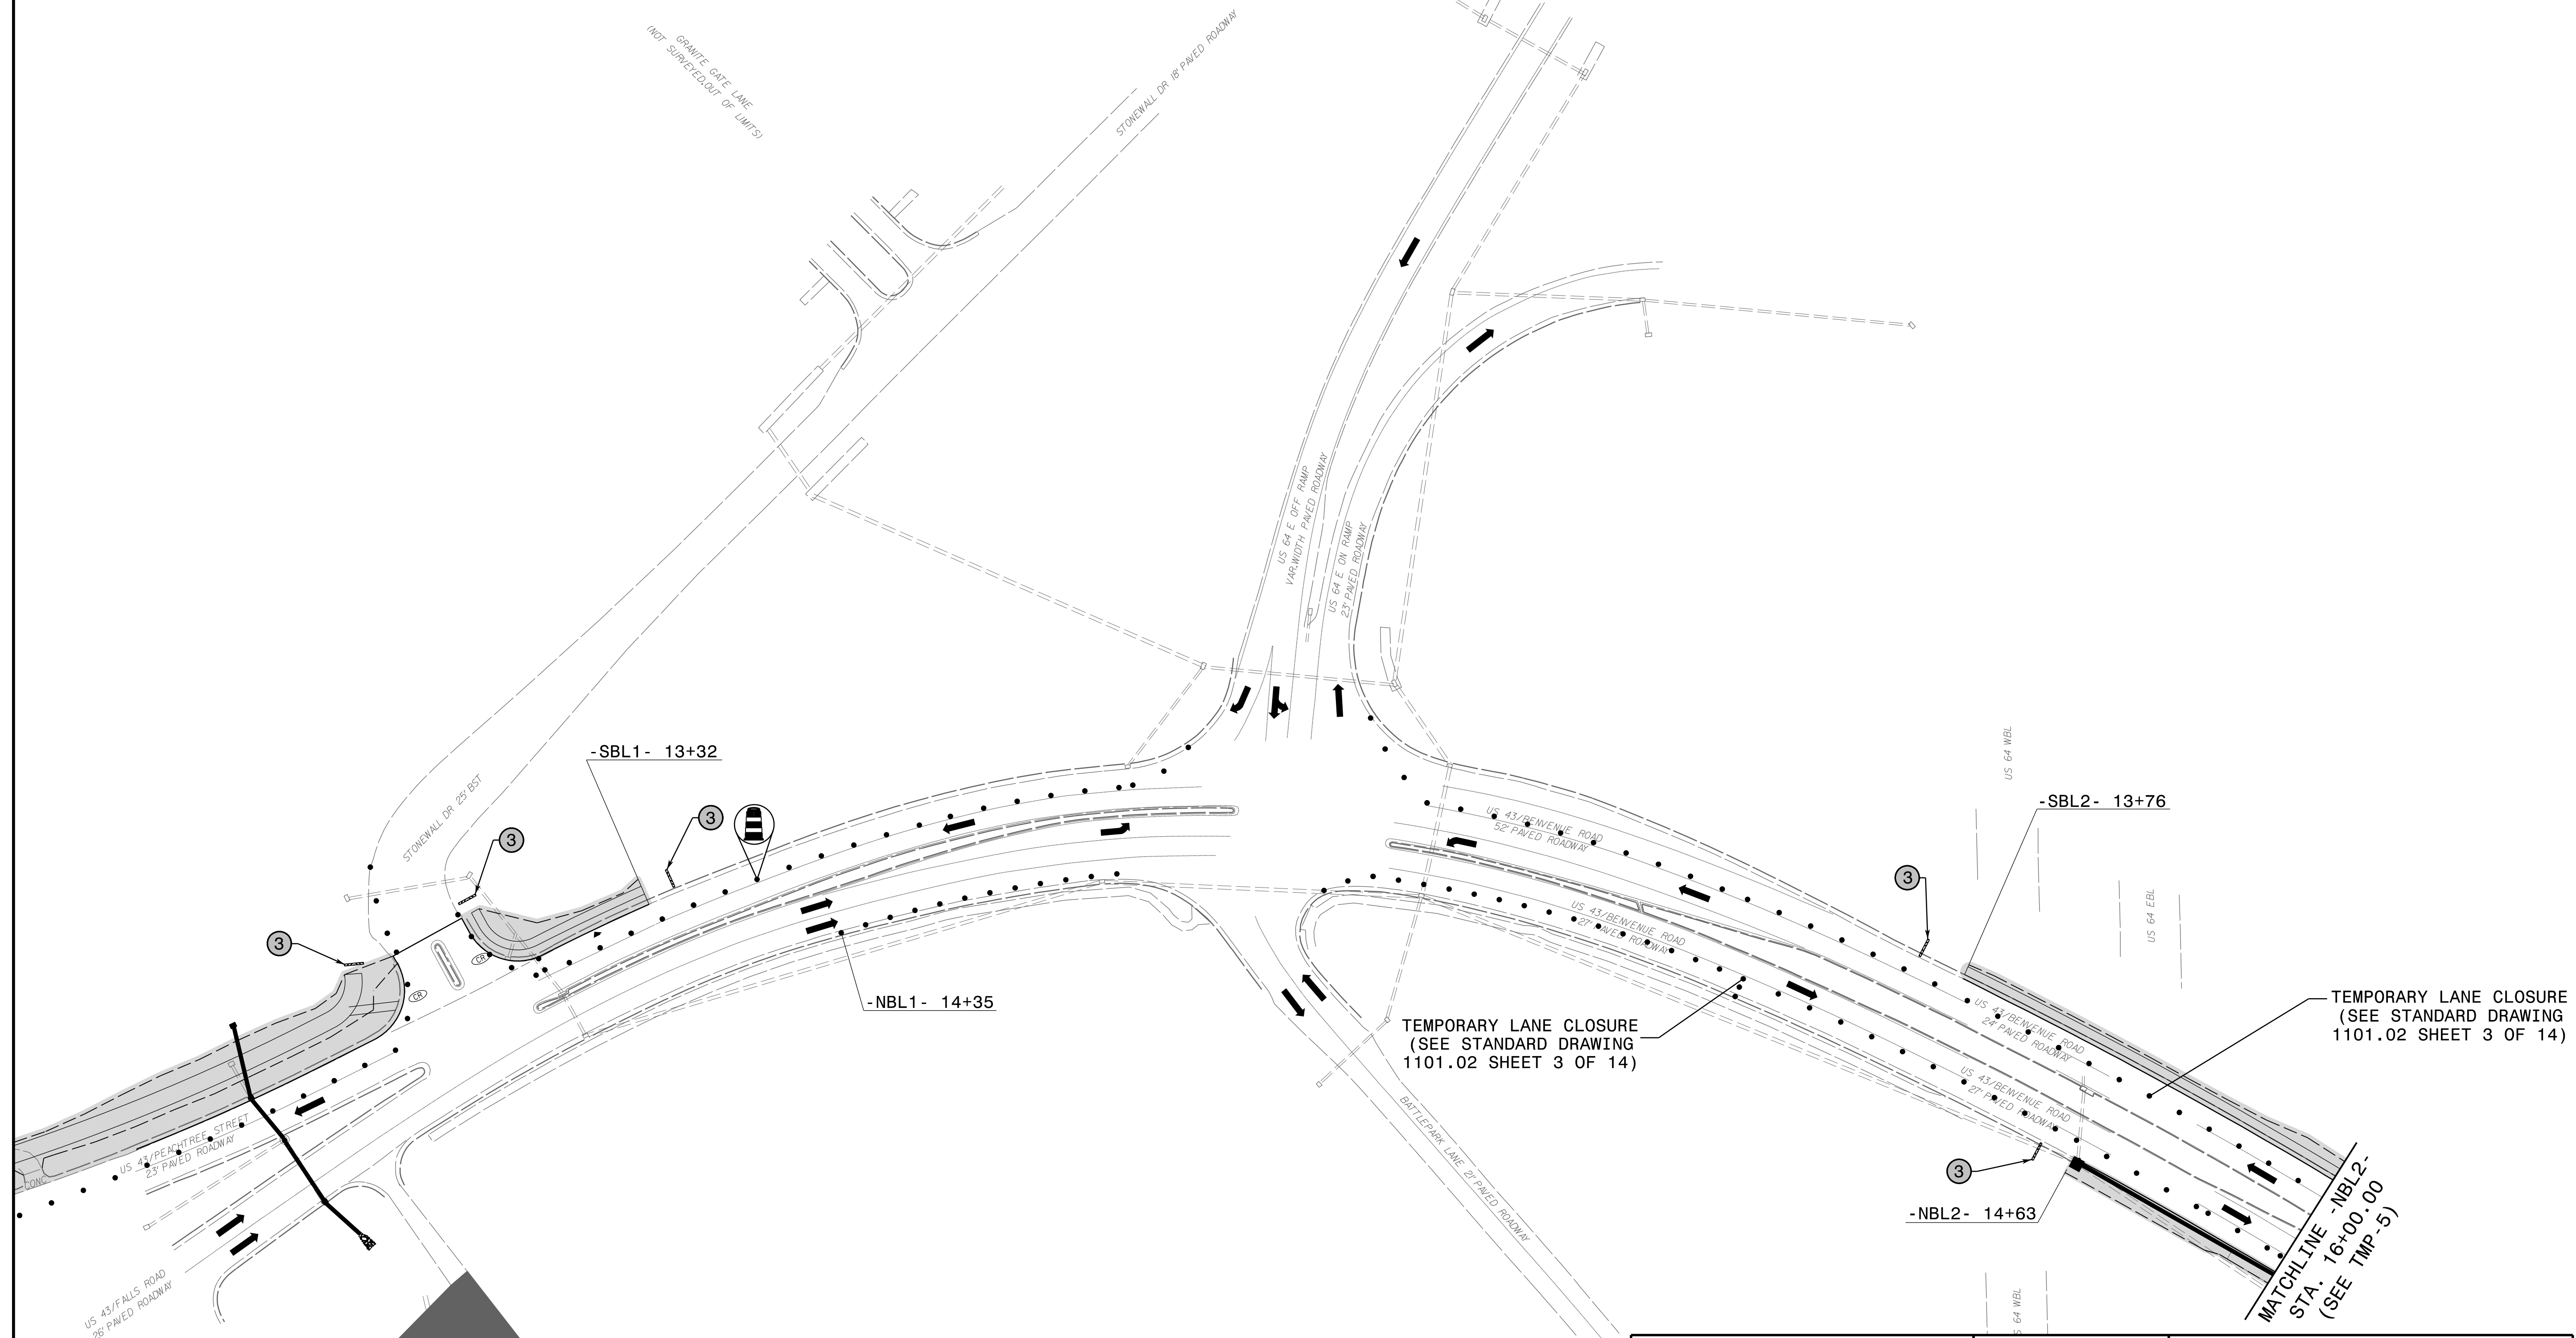 GRANITE GATE LANE
(NOT SURVEYED.OUT OF LIMITS)
STONEWALL DR 18' PAVED ROADWAY
US 64 E OFF RAMP
VAR.WIDTH PAVED ROADWAY
US 64 E ON RAMP
23' PAVED ROADWAY
-SBL1- 13+32
3
3
3
STONEWALL DR 25' BST
CR
CR
-NBL1- 14+35
US 43/BENVENUE ROAD
52' PAVED ROADWAY
US 43/BENVENUE ROAD
27' PAVED ROADWAY
US 64 WBL
-SBL2- 13+76
3
US 64 EBL
TEMPORARY LANE CLOSURE
(SEE STANDARD DRAWING
1101.02 SHEET 3 OF 14)
TEMPORARY LANE CLOSURE
(SEE STANDARD DRAWING
1101.02 SHEET 3 OF 14)
US 43/BENVENUE ROAD
24' PAVED ROADWAY
US 43/BENVENUE ROAD
27' PAVED ROADWAY
BATTLEPARK LANE 21' PAVED ROADWAY
US 43/PEACHTREE STREET
23' PAVED ROADWAY
CONC
3
-NBL2- 14+63
MATCHLINE -NBL2-
STA. 16+00.00
(SEE TMP-5)
US 43/FALLS ROAD
26' PAVED ROADWAY
S 64 WBL